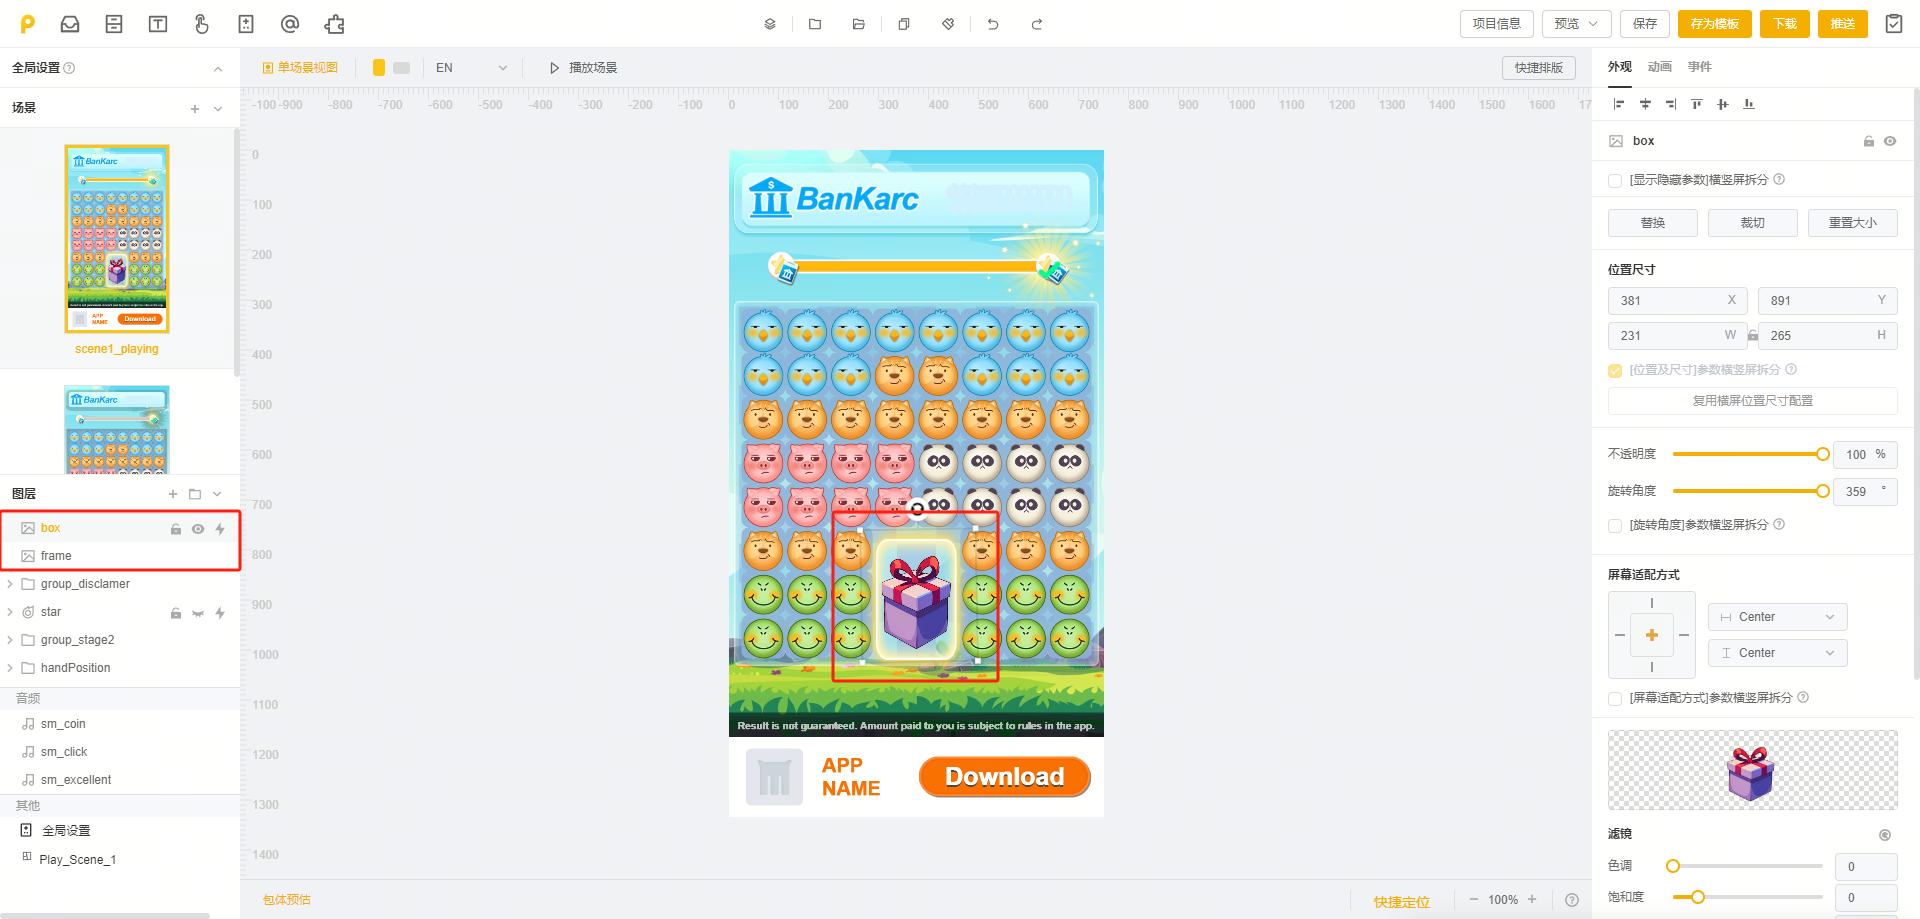 项目信息
预览
保存
存为模板
下载
推送
全局设置
单场景视图
EN
播放场景
快捷排版
外观
动画
事件
场景
-100 -900 -800 -700 -600 -500 -400 -300 -200 -100 0 100 200 300 400 500 600 700 800 900 1000 1100 1200 1300 1400 1500 1600 17
0
100
200
300
400
500
600
700
800
900
1000
1100
1200
1300
1400
BanKarc
APP
NAME
Download
scene1_playing
BanKarc
图层
box
frame
group_disclamer
star
group_stage2
handPosition
音频
sm_coin
sm_click
sm_excellent
其他
全局设置
Play_Scene_1
BanKarc
Result is not guaranteed. Amount paid to you is subject to rules in the app.
APP
NAME
Download
包体预估
快捷定位
100%
box
[显示隐藏参数]横竖屏拆分
替换
裁切
重置大小
位置尺寸
381 X
891 Y
231 W
265 H
[位置及尺寸]参数横竖屏拆分
复用横屏位置尺寸配置
不透明度
100 %
旋转角度
359 °
[旋转角度]参数横竖屏拆分
屏幕适配方式
Center
Center
[屏幕适配方式]参数横竖屏拆分
滤镜
色调
0
饱和度
0